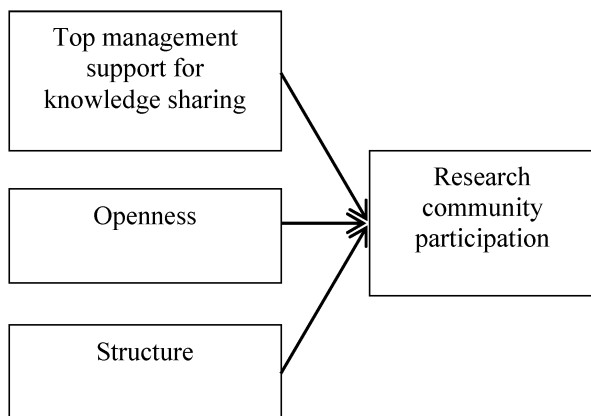 Top management
support for
knowledge sharing
Openness
Structure
Research
community
participation